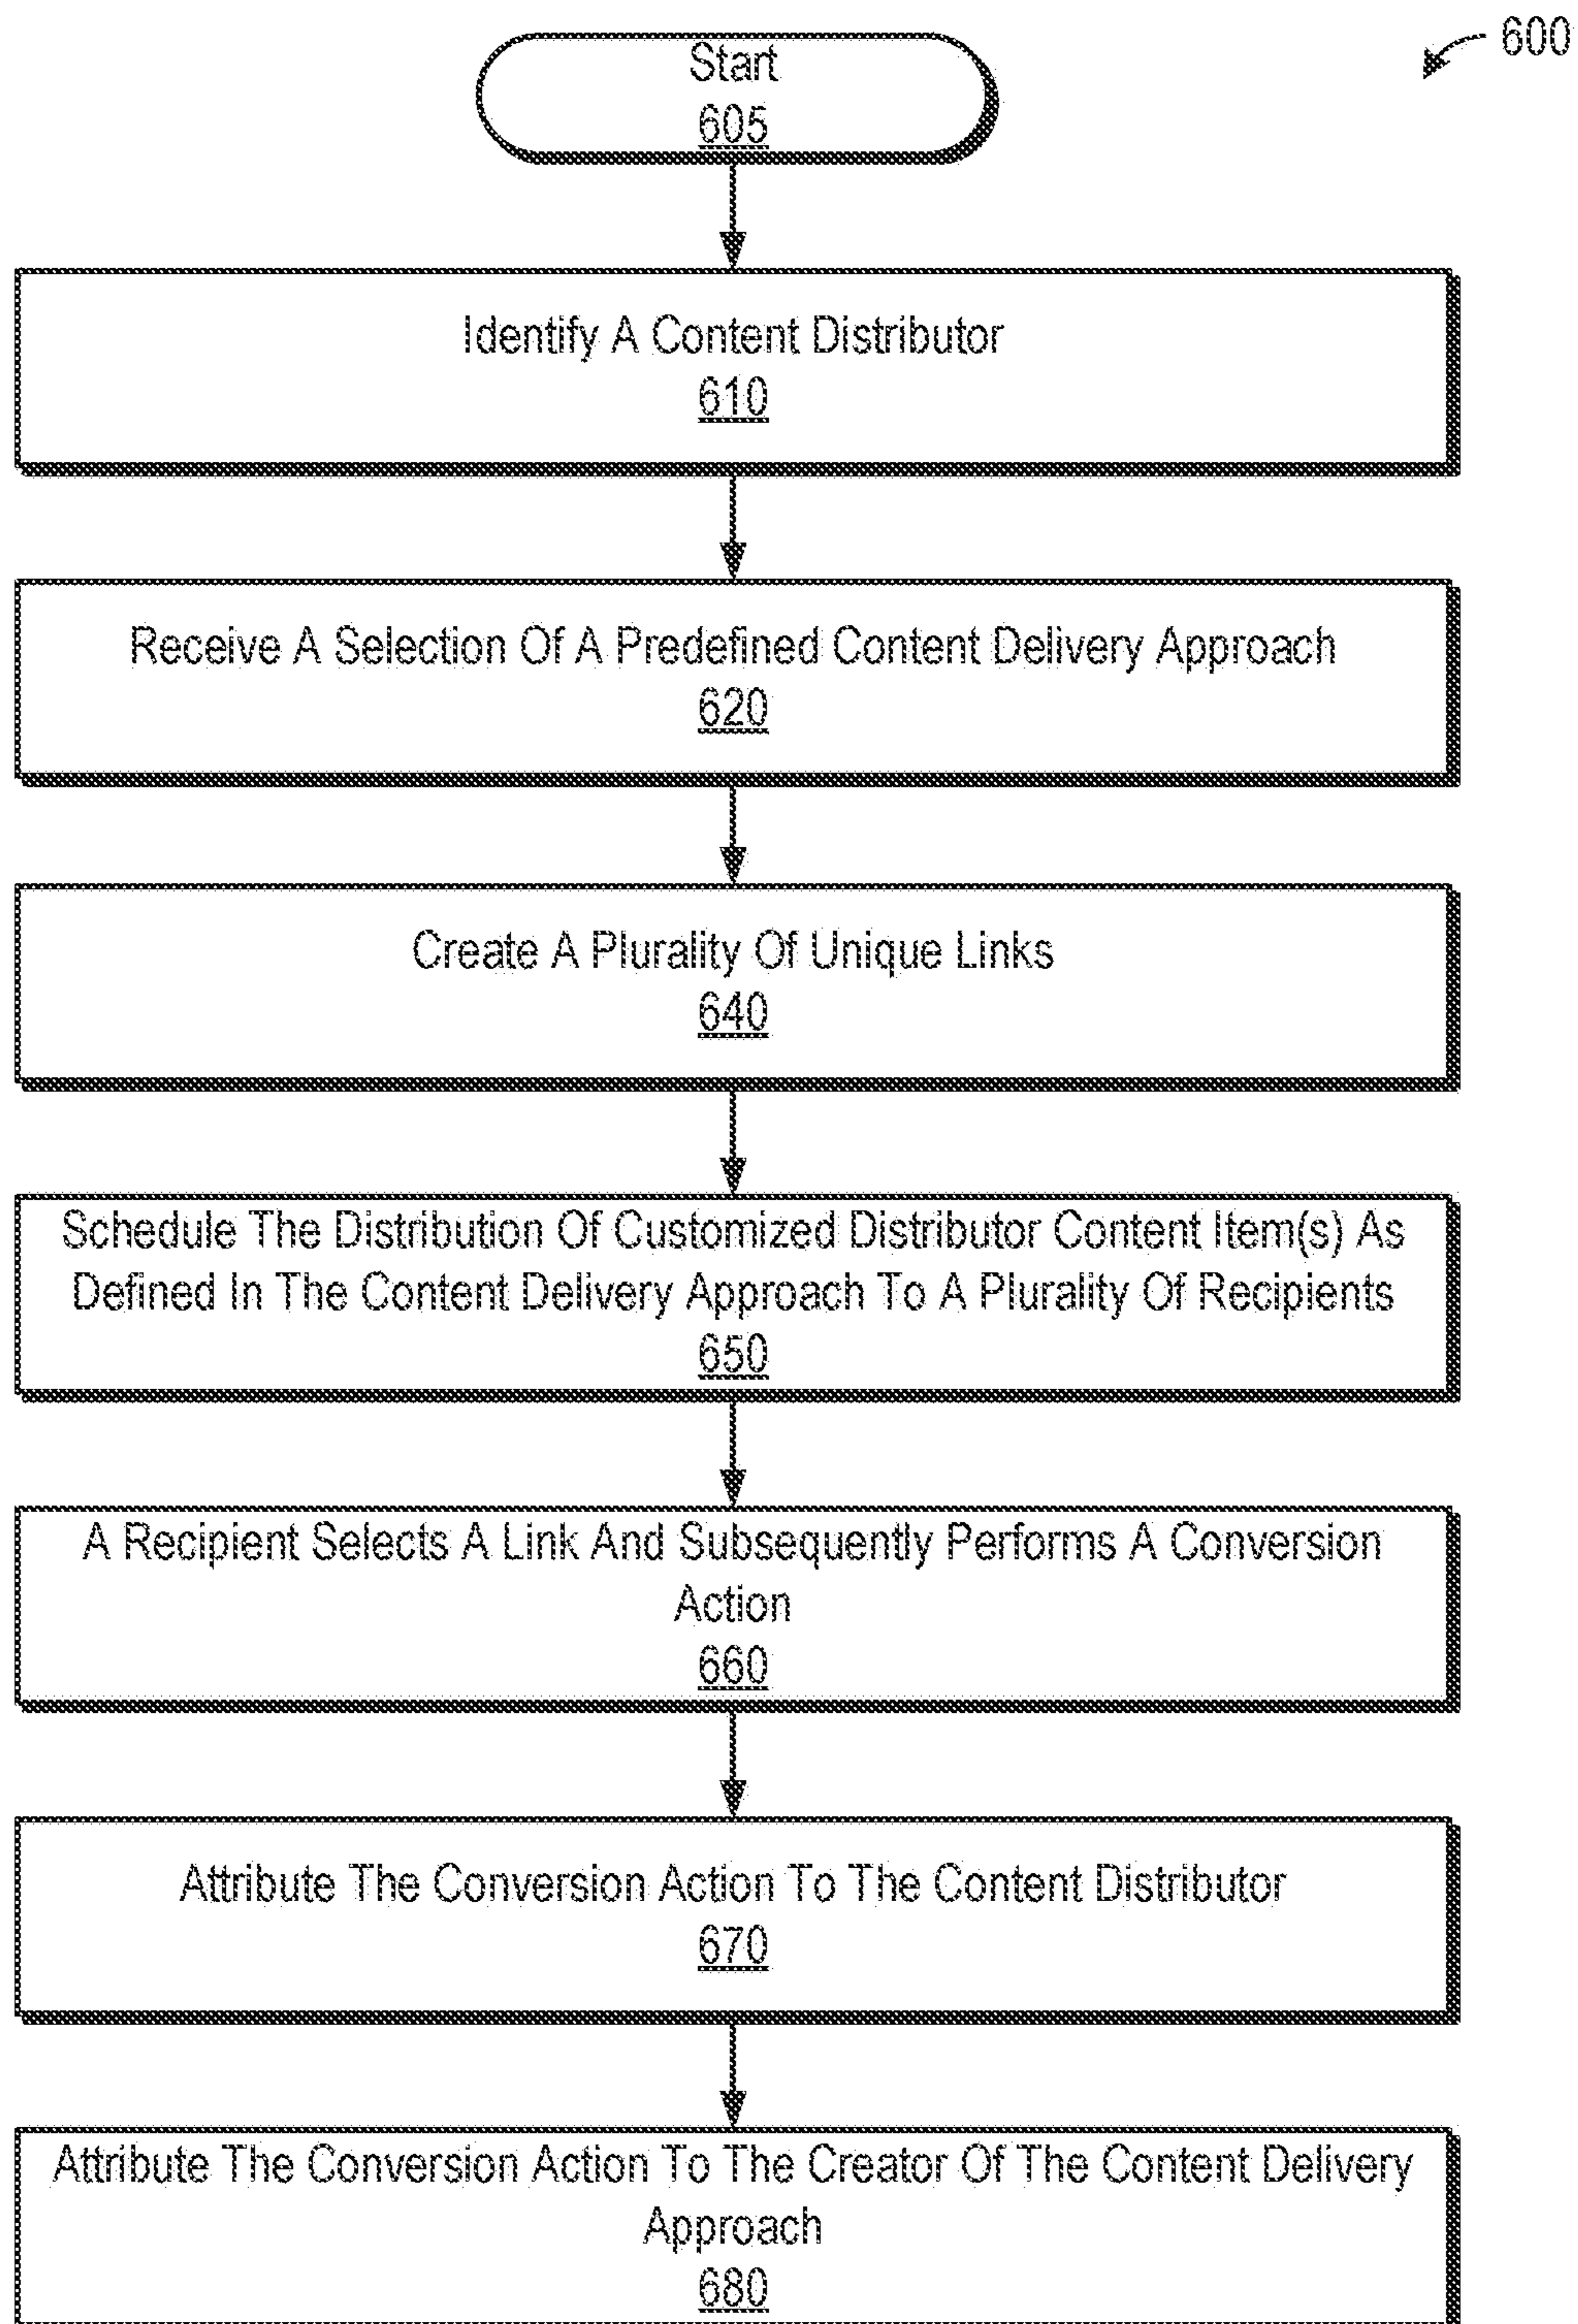 600
Start
605
Identify A Content Distributor
610
Receive A Selection Of A Predefined Content Delivery Approach
620
Create A Plurality Of Unique Links
640
Schedule The Distribution Of Customized Distributor Content Item(s) As
Defined In The Content Delivery Approach To A Plurality Of Recipients
650
A Recipient Selects A Link And Subsequently Performs A Conversion
Action
660
Attribute The Conversion Action To The Content Distributor
670
Attribute The Conversion Action To The Creator Of The Content Delivery
Approach
680